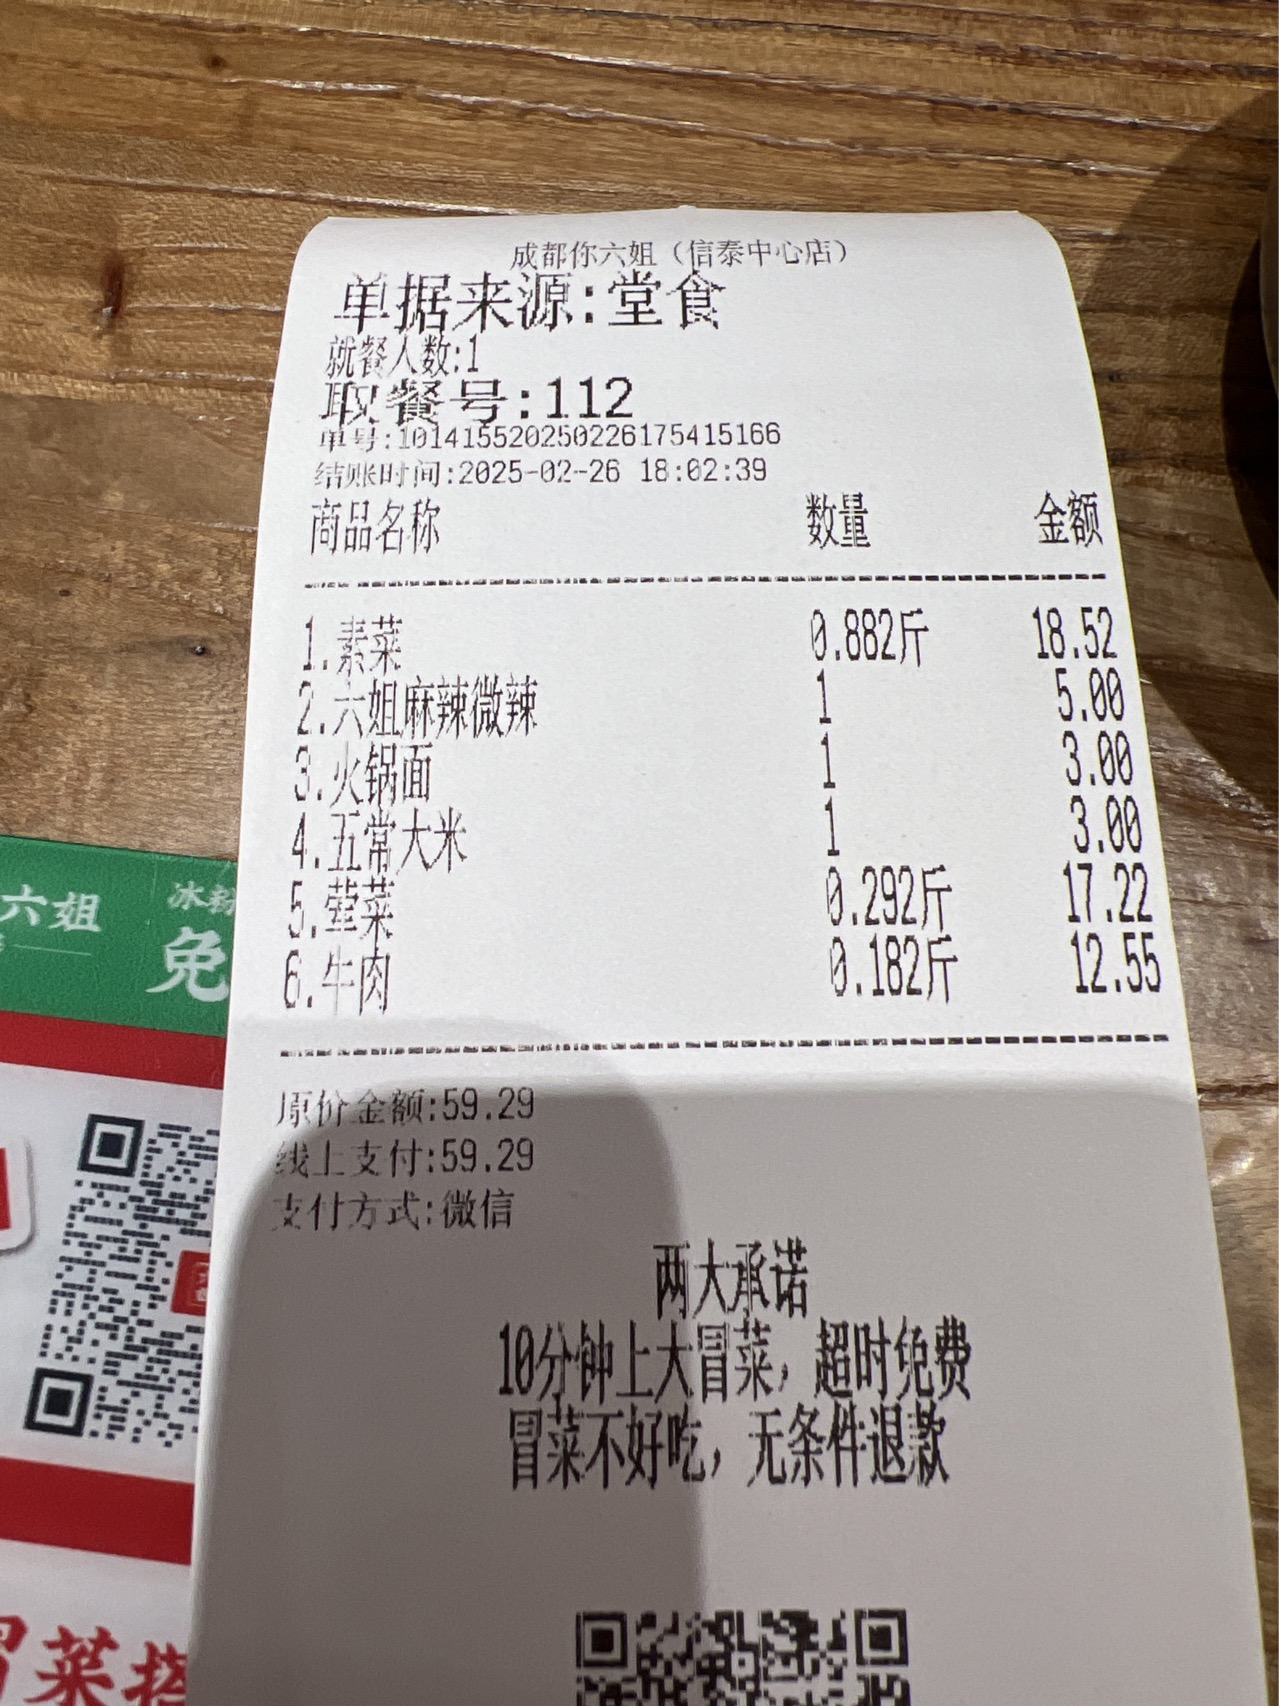 成都你六姐（信泰中心店）
单据来源:堂食
就餐人数:1
取餐号:112
单号:10141552025022617541​5166
结账时间:2025-02-26 18:02:39
商品名称 数量 金额
1.素菜 0.882斤 18.52
2.六姐麻辣微辣 1 5.00
3.火锅面 1 3.00
4.五常大米 1 3.00
5.荤菜 0.292斤 17.22
6.牛肉 0.182斤 12.55
原价金额:59.29
线上支付:59.29
支付方式:微信
两大承诺
10分钟上大冒菜，超时免费
冒菜不好吃，无条件退款
六姐
冰粉
免
冒菜搭